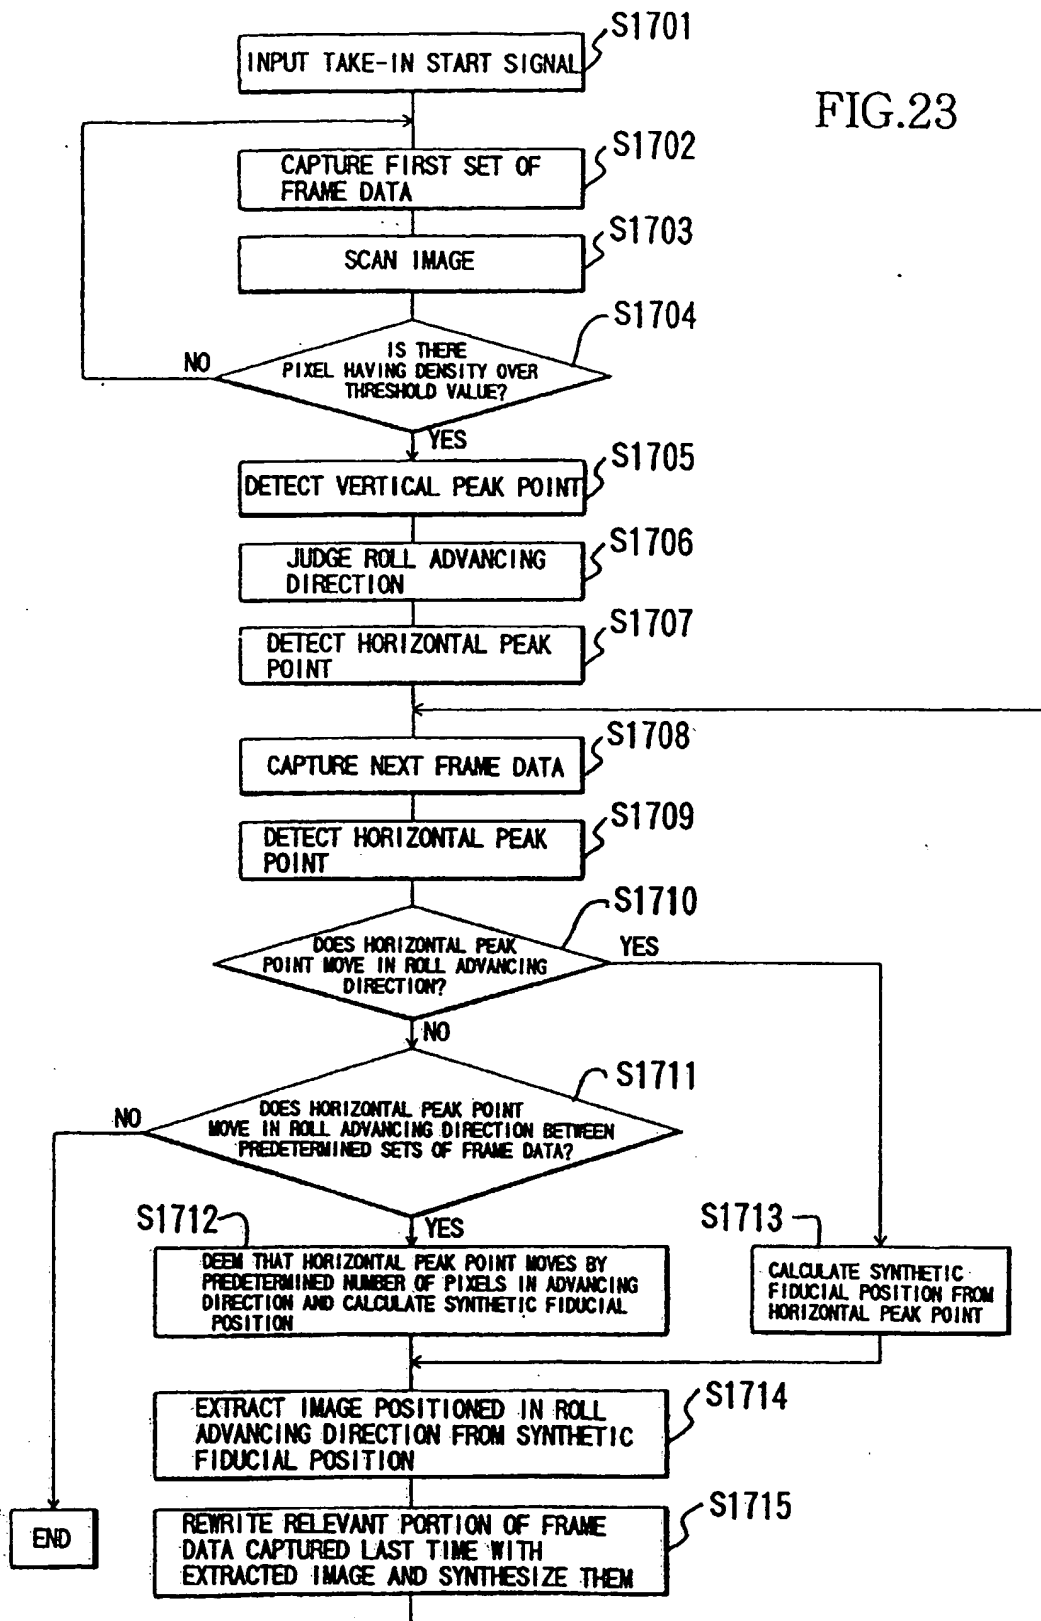 S1701
INPUT TAKE-IN START SIGNAL
FIG.23
S1702
CAPTURE FIRST SET OF
FRAME DATA
S1703
SCAN IMAGE
S1704
IS THERE
PIXEL HAVING DENSITY OVER
THRESHOLD VALUE?
NO
YES
S1705
DETECT VERTICAL PEAK POINT
S1706
JUDGE ROLL ADVANCING
DIRECTION
S1707
DETECT HORIZONTAL PEAK
POINT
S1708
CAPTURE NEXT FRAME DATA
S1709
DETECT HORIZONTAL PEAK
POINT
S1710
DOES HORIZONTAL PEAK
POINT MOVE IN ROLL ADVANCING
DIRECTION?
YES
NO
S1711
DOES HORIZONTAL PEAK POINT
MOVE IN ROLL ADVANCING DIRECTION BETWEEN
PREDETERMINED SETS OF FRAME DATA?
NO
YES
S1712
DEEM THAT HORIZONTAL PEAK POINT MOVES BY
PREDETERMINED NUMBER OF PIXELS IN ADVANCING
DIRECTION AND CALCULATE SYNTHETIC FIDUCIAL
POSITION
S1713
CALCULATE SYNTHETIC
FIDUCIAL POSITION FROM
HORIZONTAL PEAK POINT
S1714
EXTRACT IMAGE POSITIONED IN ROLL
ADVANCING DIRECTION FROM SYNTHETIC
FIDUCIAL POSITION
S1715
REWRITE RELEVANT PORTION OF FRAME
DATA CAPTURED LAST TIME WITH
EXTRACTED IMAGE AND SYNTHESIZE THEM
END